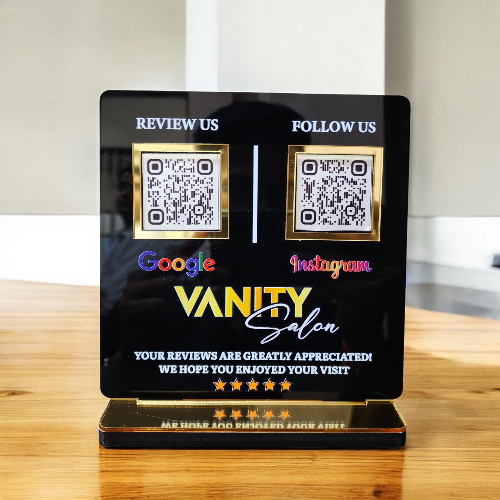 REVIEW US
FOLLOW US
Google
Instagram
VANITY
Salon
YOUR REVIEWS ARE GREATLY APPRECIATED!
WE HOPE YOU ENJOYED YOUR VISIT